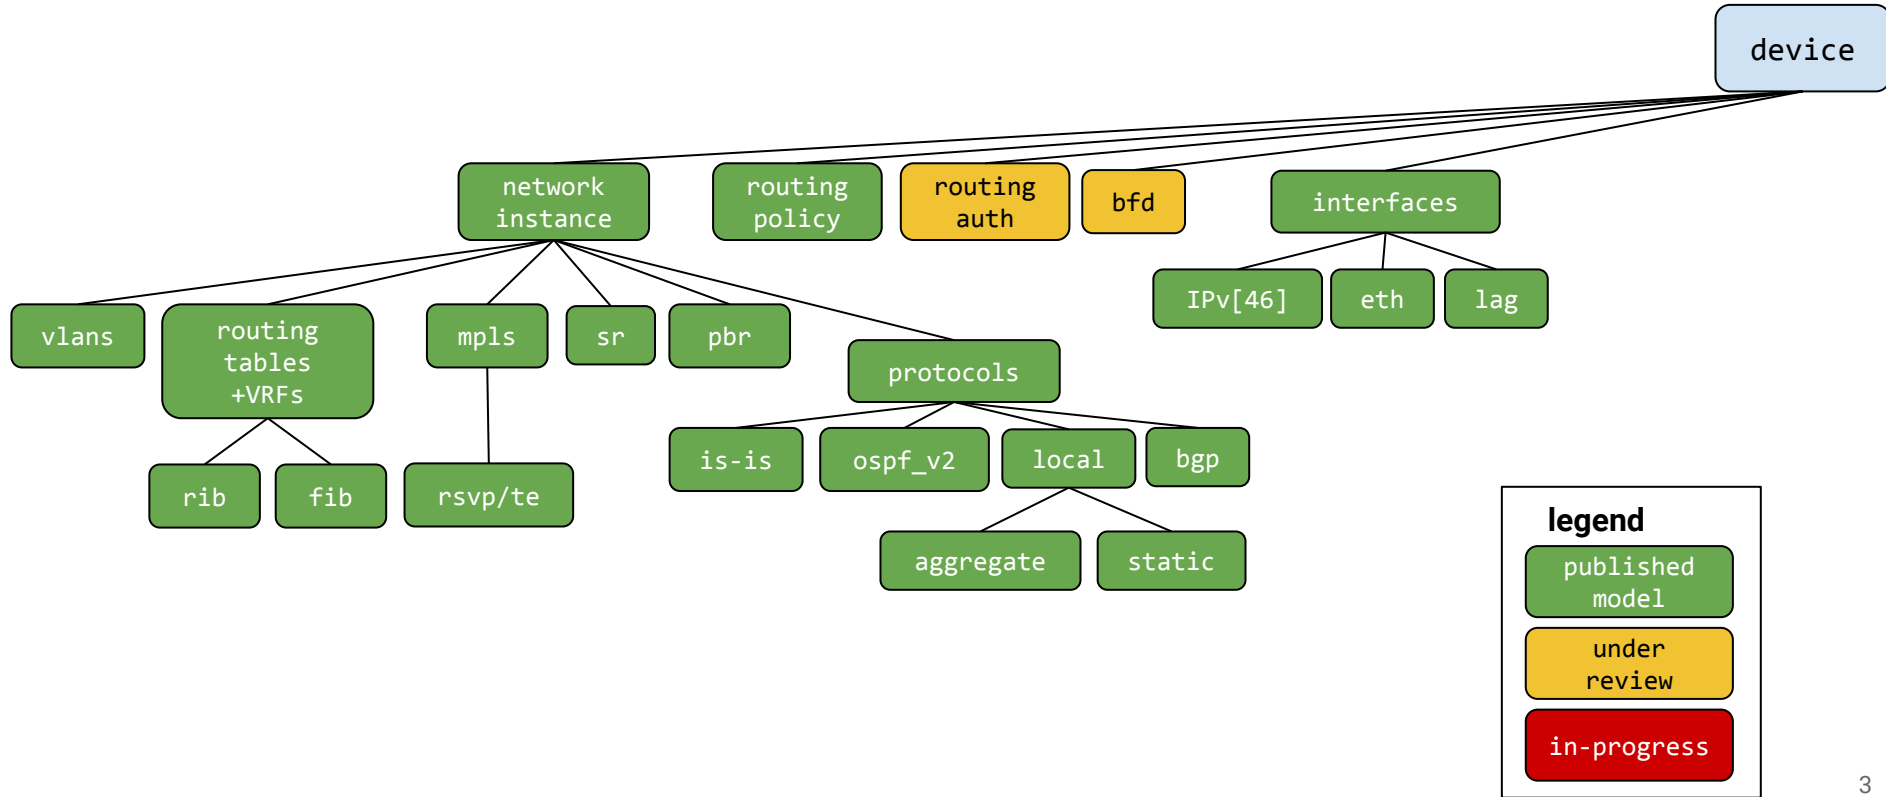 device
network
instance
routing
policy
routing
auth
bfd
interfaces
IPv[46]
eth
lag
vlans
routing
tables
+VRFs
mpls
sr
pbr
protocols
is-is
ospf_v2
local
bgp
rib
fib
rsvp/te
aggregate
static
legend
published
model
under
review
in-progress
3